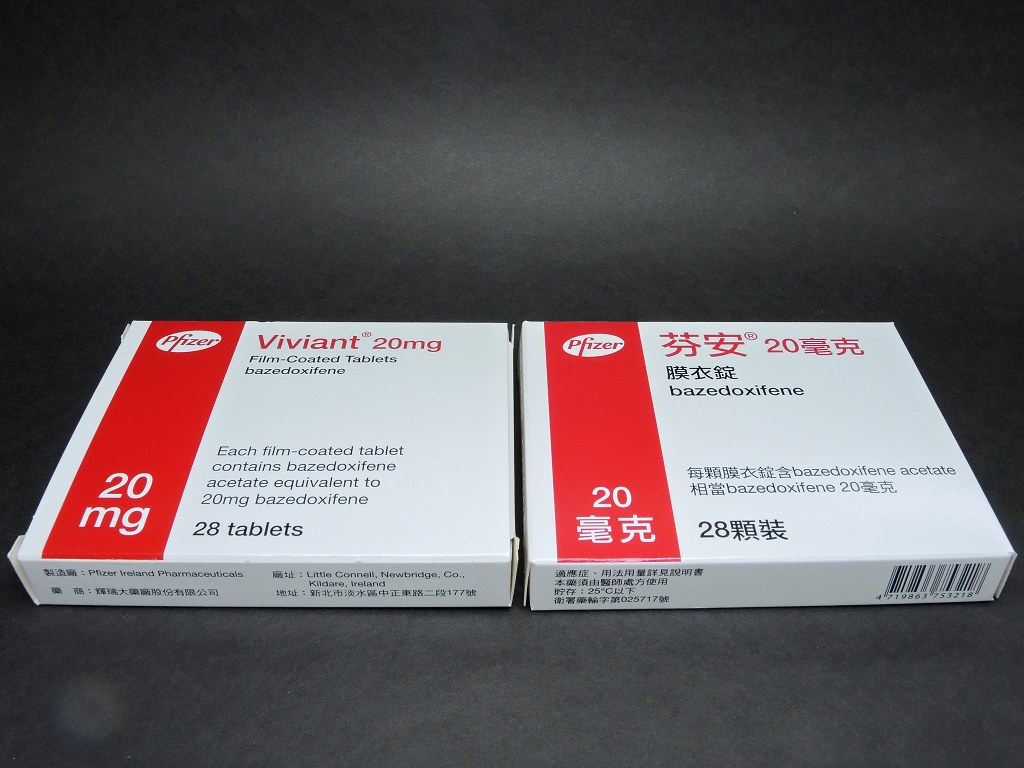 Pfizer
Viviant® 20mg
Film-Coated Tablets
bazedoxifene
Each film-coated tablet
contains bazedoxifene
acetate equivalent to
20mg bazedoxifene
20
mg
28 tablets
製造廠：Pfizer Ireland Pharmaceuticals
廠址：Little Connell, Newbridge, Co.,
Kildare, Ireland
藥 商：輝瑞大藥廠股份有限公司
地址：新北市淡水區中正東路二段177號
Pfizer
芬安® 20毫克
膜衣錠
bazedoxifene
每顆膜衣錠含bazedoxifene acetate
相當bazedoxifene 20毫克
20
毫克
28顆裝
適應症、用法用量詳見說明書
本藥須由醫師處方使用
貯存：25°C以下
衛署藥輸字第025717號
4 719863 753218